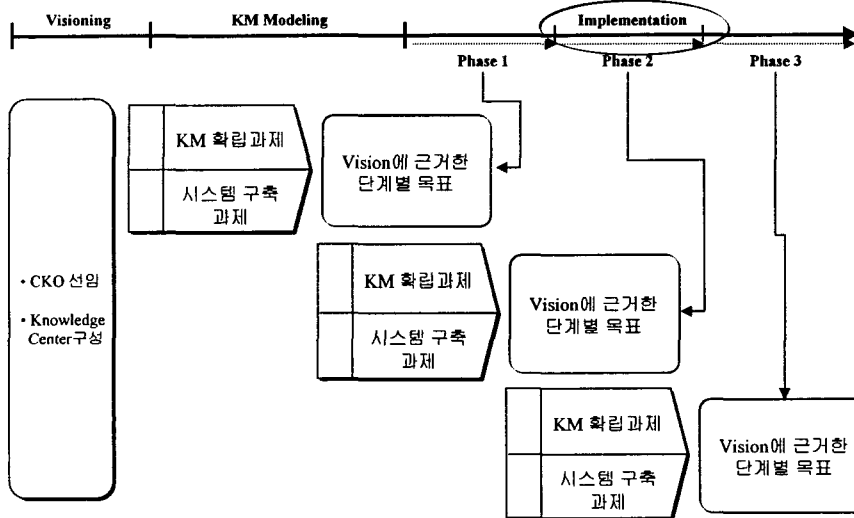 Visioning
KM Modeling
Implementation
Phase 1
Phase 2
Phase 3
KM 확립과제
시스템 구축
과제
Vision에 근거한
단계별 목표
• CKO 선임
• Knowledge
Center구성
KM 확립과제
시스템 구축
과제
Vision에 근거한
단계별 목표
KM 확립과제
시스템 구축
과제
Vision에 근거한
단계별 목표